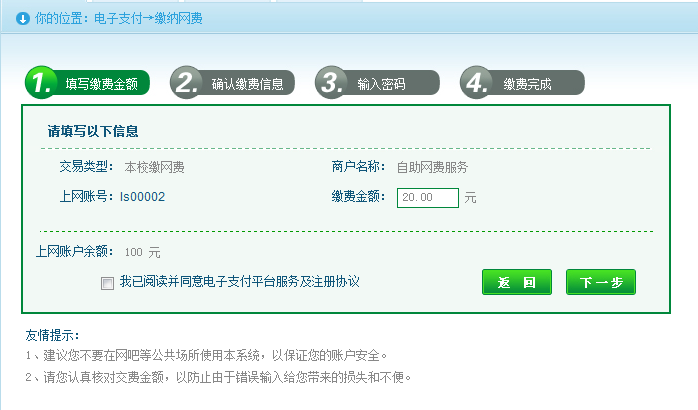 你的位置：电子支付→缴纳网费
1. 填写缴费金额 2. 确认缴费信息 3. 输入密码 4. 缴费完成
请填写以下信息
交易类型： 本校缴网费 商户名称： 自助网费服务
上网账号：ls00002 缴费金额： 20.00 元
上网账户余额： 100 元
我已阅读并同意电子支付平台服务及注册协议 返 回 下一步
友情提示：
1、建议您不要在网吧等公共场所使用本系统，以保证您的账户安全。
2、请您认真核对交费金额，以防止由于错误输入给您带来的损失和不便。